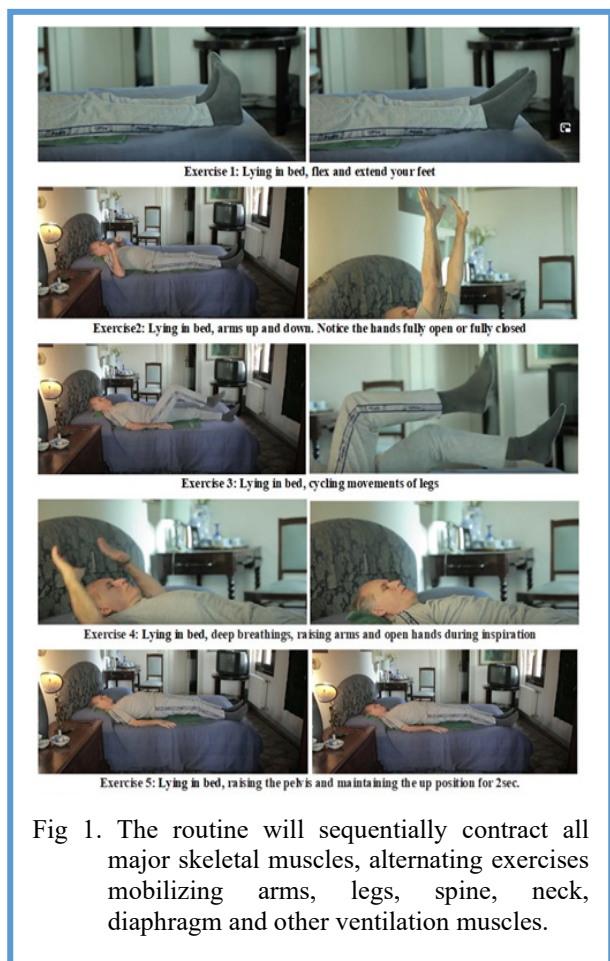 Exercise 1: Lying in bed, flex and extend your feet
Exercise2: Lying in bed, arms up and down. Notice the hands fully open or fully closed
Exercise 3: Lying in bed, cycling movements of legs
Exercise 4: Lying in bed, deep breathings, raising arms and open hands during inspiration
Exercise 5: Lying in bed, raising the pelvis and maintaining the up position for 2sec.
Fig 1. The routine will sequentially contract all
major skeletal muscles, alternating exercises
mobilizing arms, legs, spine, neck,
diaphragm and other ventilation muscles.